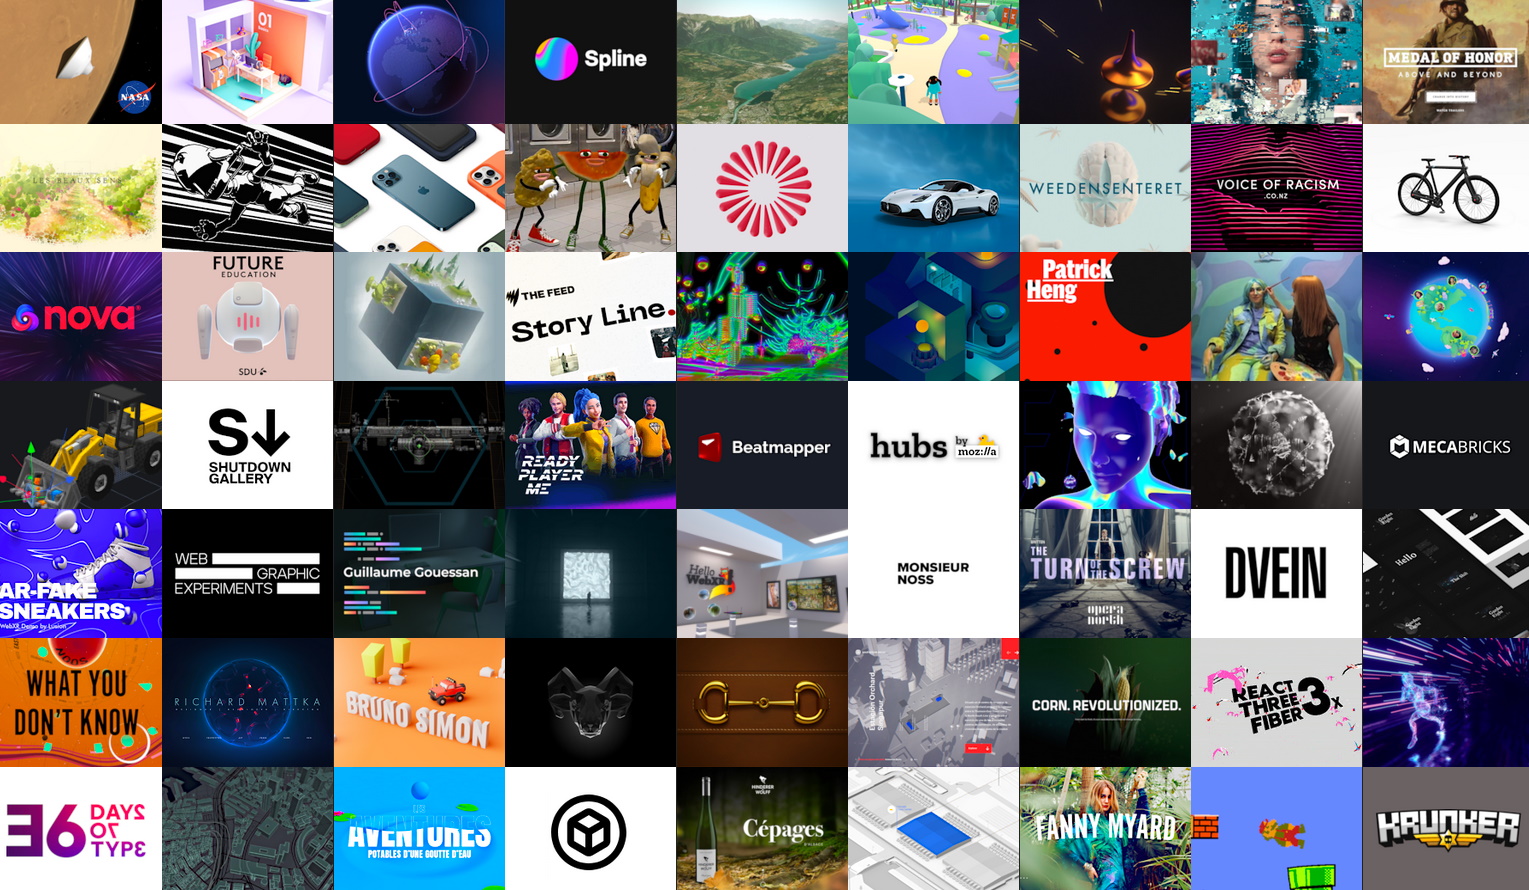 NASA
01
Spline
MEDAL OF HONOR
ABOVE AND BEYOND
LES BEAUX SENS
WEEDENSENTERET
VOICE OF RACISM
.CO.NZ
nova
FUTURE
EDUCATION
SDU
THE FEED
Story Line.
Patrick
Heng
S
SHUTDOWN
GALLERY
READY
PLAYER
ME
Beatmapper
hubs by
moz://a
MECABRICKS
AR-FAKE
SNEAKERS
WebXR Demo by Lusion
WEB
GRAPHIC
EXPERIMENTS
Guillaume Gouessan
Hello
WebXR
MONSIEUR
NOSS
THE
TURN OF THE SCREW
opera
north
DVEIN
Hello
WHAT YOU
DON'T KNOW
RICHARD MATTKA
BRUNO SIMON
CORN. REVOLUTIONIZED.
REACT
THREE
FIBER
3x
36 DAYS
OF
TYPE
AVENTURES
POTABLES D'UNE GOUTTE D'EAU
HINDERER
WOLFF
Cépages
FANNY MYARD
KRUNKER